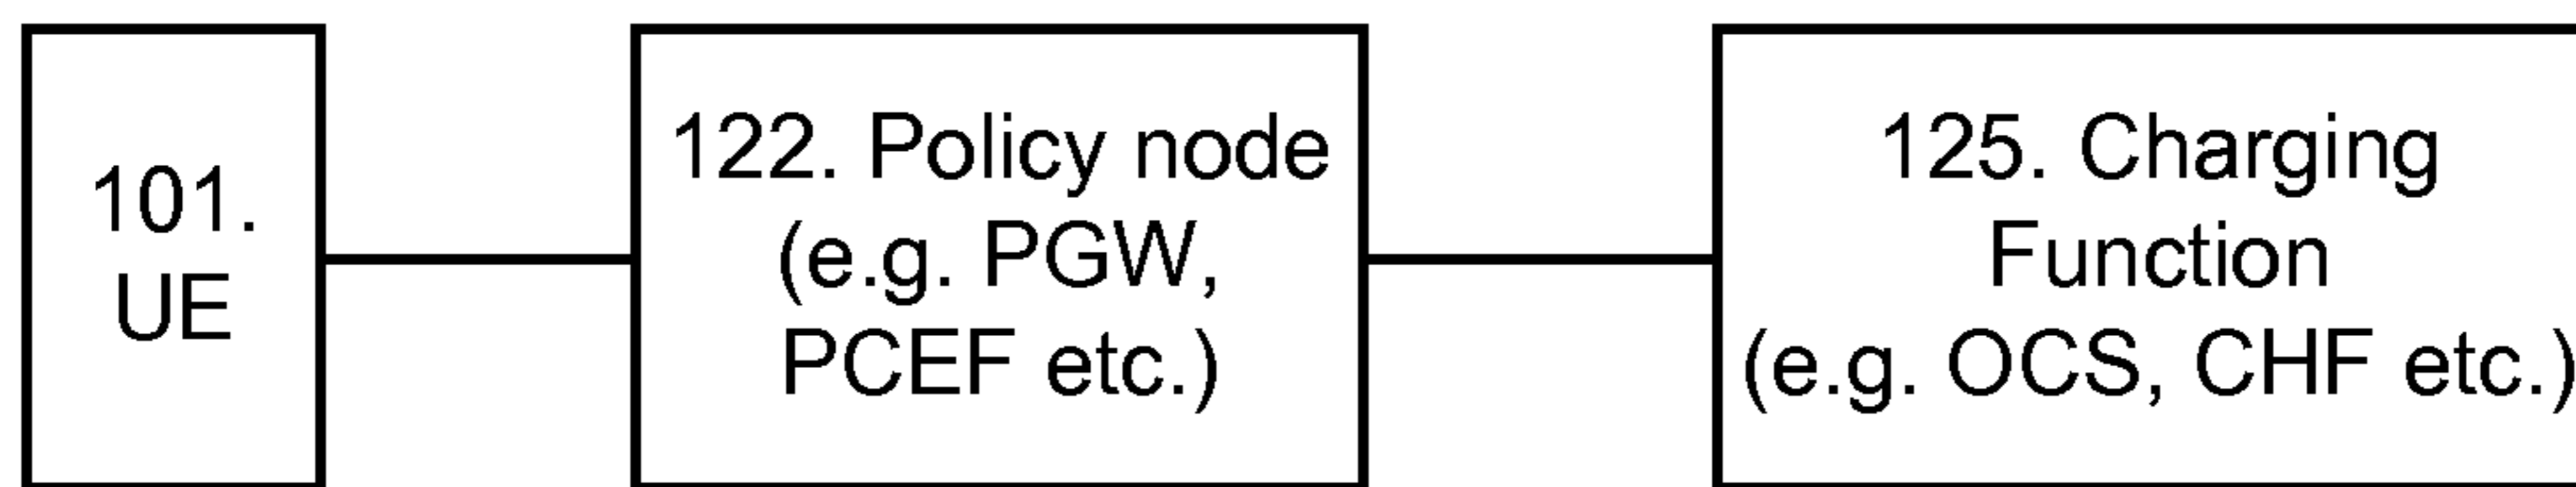 101.
UE
122. Policy node
(e.g. PGW,
PCEF etc.)
125. Charging
Function
(e.g. OCS, CHF etc.)